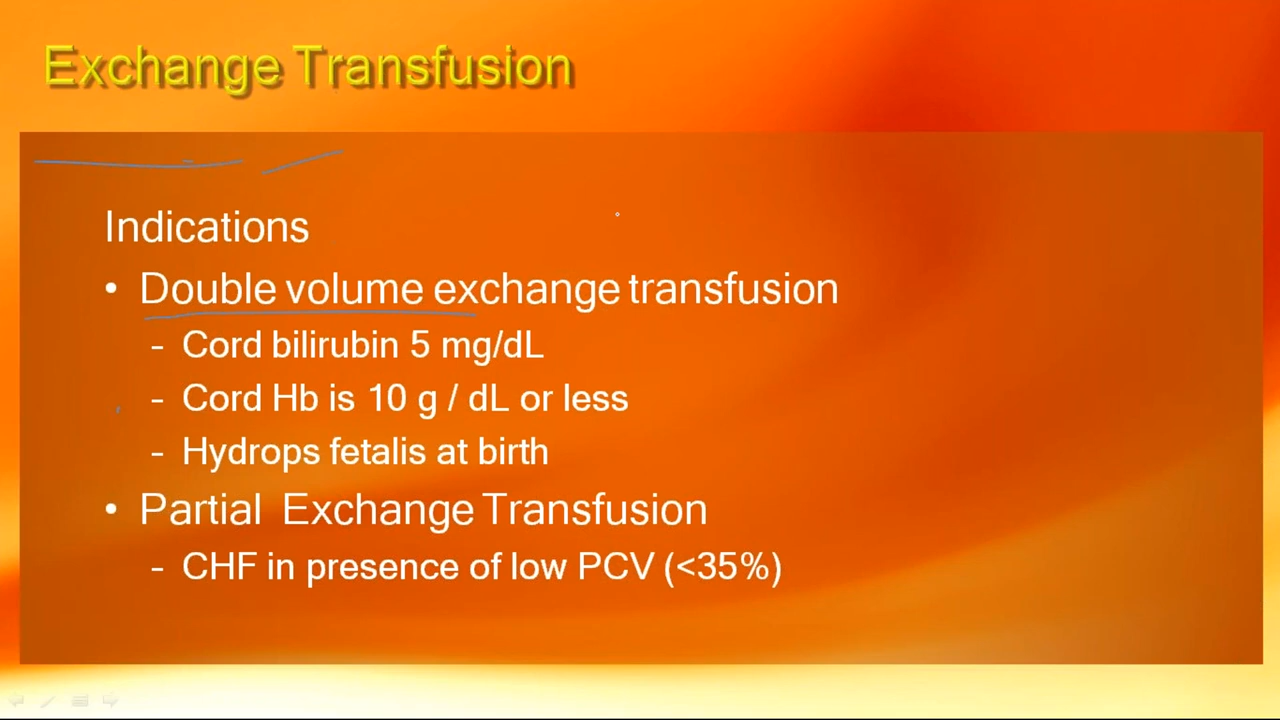 Exchange Transfusion
Indications
• Double volume exchange transfusion
- Cord bilirubin 5 mg/dL
- Cord Hb is 10 g / dL or less
- Hydrops fetalis at birth
• Partial Exchange Transfusion
- CHF in presence of low PCV (<35%)